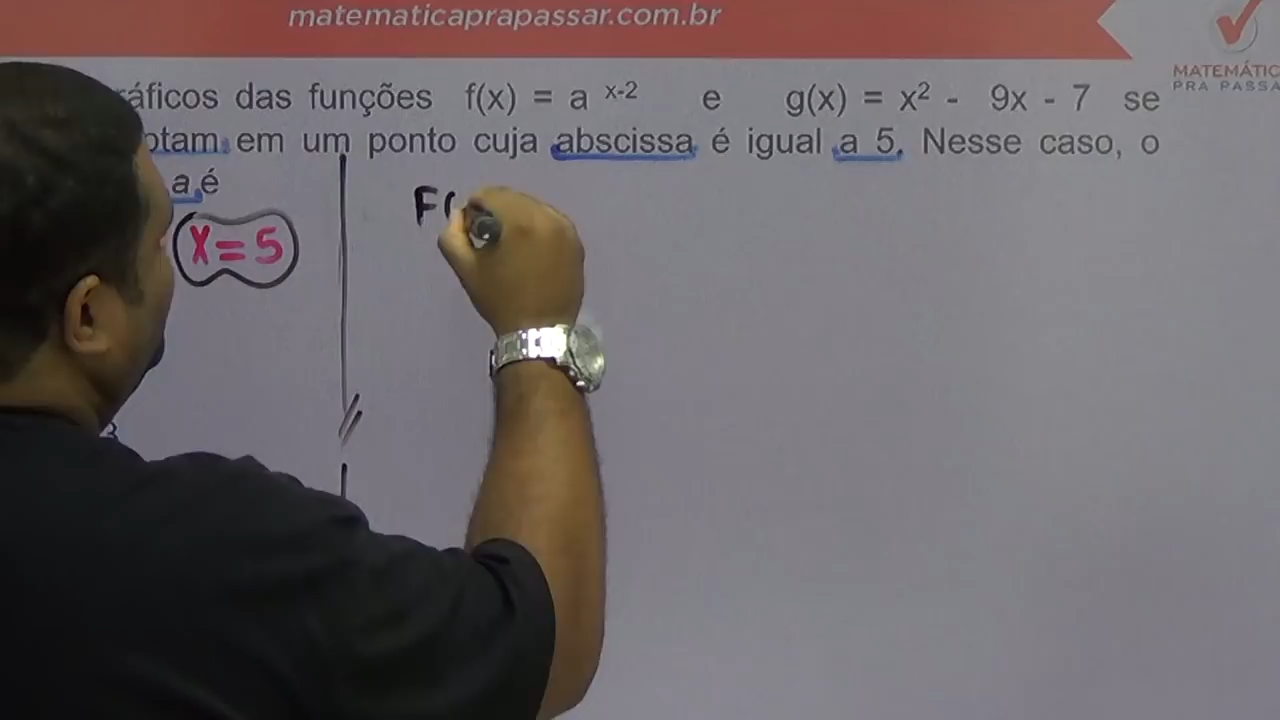 matematicaprapassar.com.br
MATEMÁTIC
PRA PASSA
ráficos das funções f(x) = a ˣ⁻² e g(x) = x² - 9x - 7 se
ptam em um ponto cuja abscissa é igual a 5. Nesse caso, o
a é
X = 5
F(